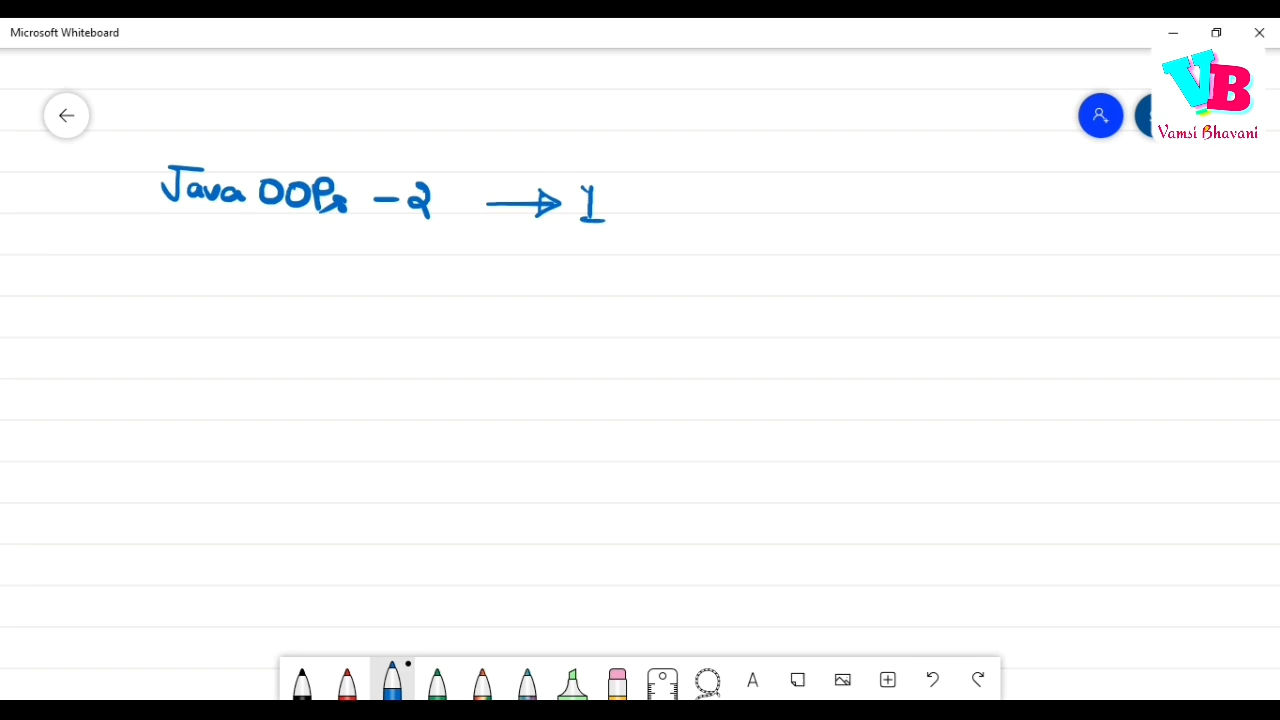 Microsoft Whiteboard
VB
Vamsi Bhavani
Java OOPs - 2 → 1
A